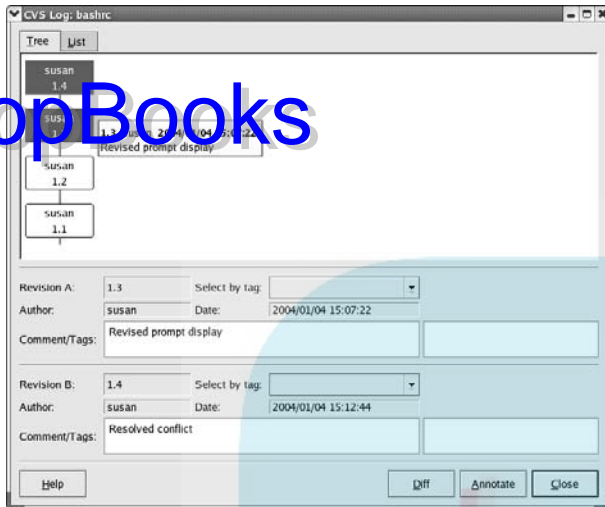 CVS Log: bashrc
Tree List
susan
1.4
opBooks
susan
1.3 susan 2004/01/04 15:07:22
Revised prompt display
susan
1.2
susan
1.1
Revision A: 1.3 Select by tag:
Author: susan Date: 2004/01/04 15:07:22
Comment/Tags: Revised prompt display
Revision B: 1.4 Select by tag:
Author: susan Date: 2004/01/04 15:12:44
Comment/Tags: Resolved conflict
Help Diff Annotate Close